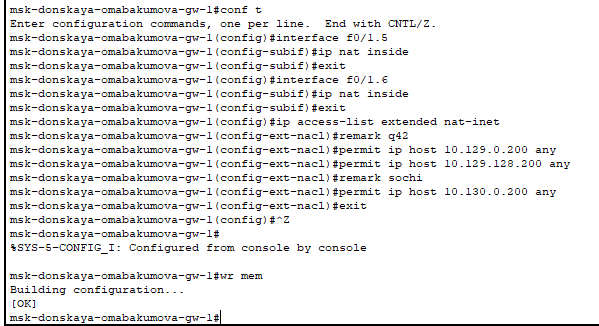 msk-donskaya-omabakumova-gw-1#conf t
Enter configuration commands, one per line.  End with CNTL/Z.
msk-donskaya-omabakumova-gw-1(config)#interface f0/1.5
msk-donskaya-omabakumova-gw-1(config-subif)#ip nat inside
msk-donskaya-omabakumova-gw-1(config-subif)#exit
msk-donskaya-omabakumova-gw-1(config)#interface f0/1.6
msk-donskaya-omabakumova-gw-1(config-subif)#ip nat inside
msk-donskaya-omabakumova-gw-1(config-subif)#exit
msk-donskaya-omabakumova-gw-1(config)#ip access-list extended nat-inet
msk-donskaya-omabakumova-gw-1(config-ext-nacl)#remark q42
msk-donskaya-omabakumova-gw-1(config-ext-nacl)#permit ip host 10.129.0.200 any
msk-donskaya-omabakumova-gw-1(config-ext-nacl)#permit ip host 10.129.128.200 any
msk-donskaya-omabakumova-gw-1(config-ext-nacl)#remark sochi
msk-donskaya-omabakumova-gw-1(config-ext-nacl)#permit ip host 10.130.0.200 any
msk-donskaya-omabakumova-gw-1(config-ext-nacl)#exit
msk-donskaya-omabakumova-gw-1(config)#^Z
msk-donskaya-omabakumova-gw-1#
%SYS-5-CONFIG_I: Configured from console by console
msk-donskaya-omabakumova-gw-1#wr mem
Building configuration...
[OK]
msk-donskaya-omabakumova-gw-1#